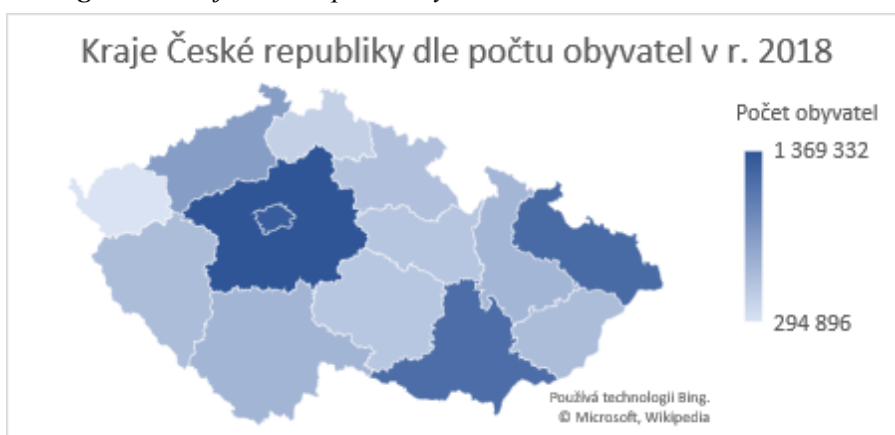 Kraje České republiky dle počtu obyvatel v r. 2018
Počet obyvatel
1 369 332
294 896
Používá technologii Bing.
© Microsoft, Wikipedia